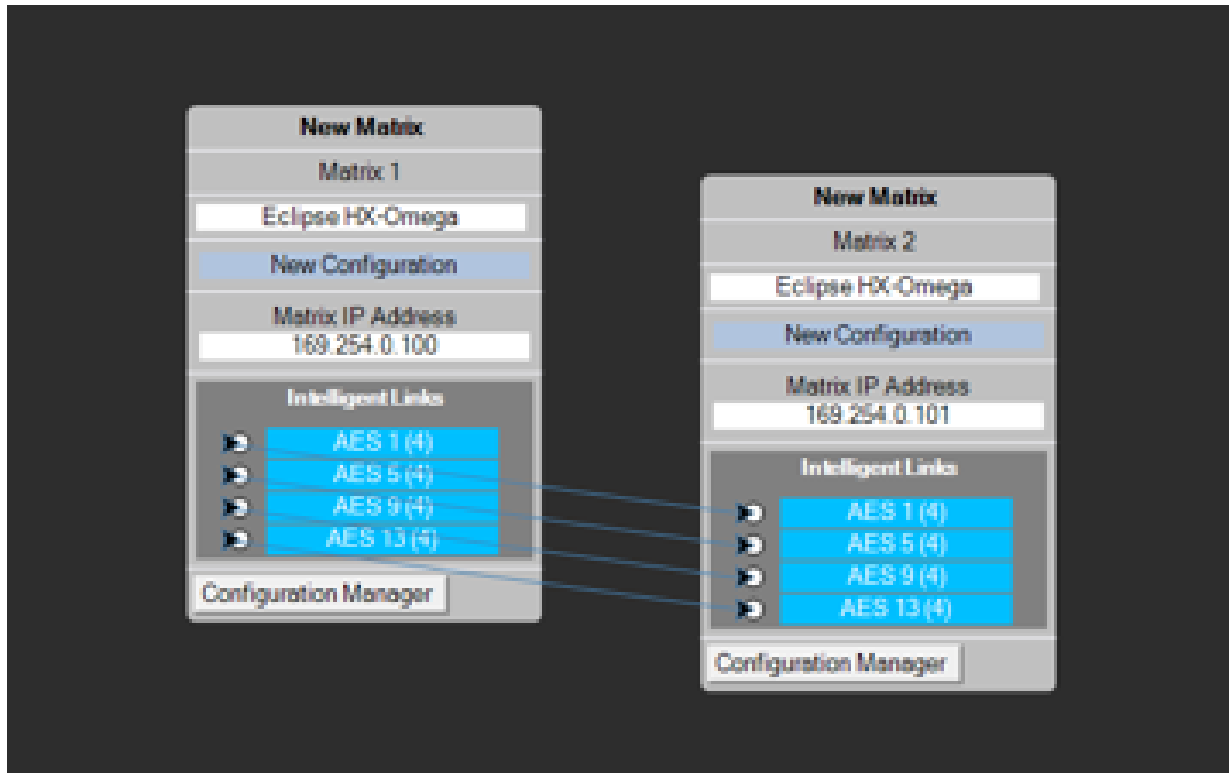 New Matrix
Matrix 1
Eclipse HX-Omega
New Configuration
Matrix IP Address
169.254.0.100
Intelligent Links
AES 1 (4)
AES 5 (4)
AES 9 (4)
AES 13 (4)
Configuration Manager
New Matrix
Matrix 2
Eclipse HX-Omega
New Configuration
Matrix IP Address
169.254.0.101
Intelligent Links
AES 1 (4)
AES 5 (4)
AES 9 (4)
AES 13 (4)
Configuration Manager